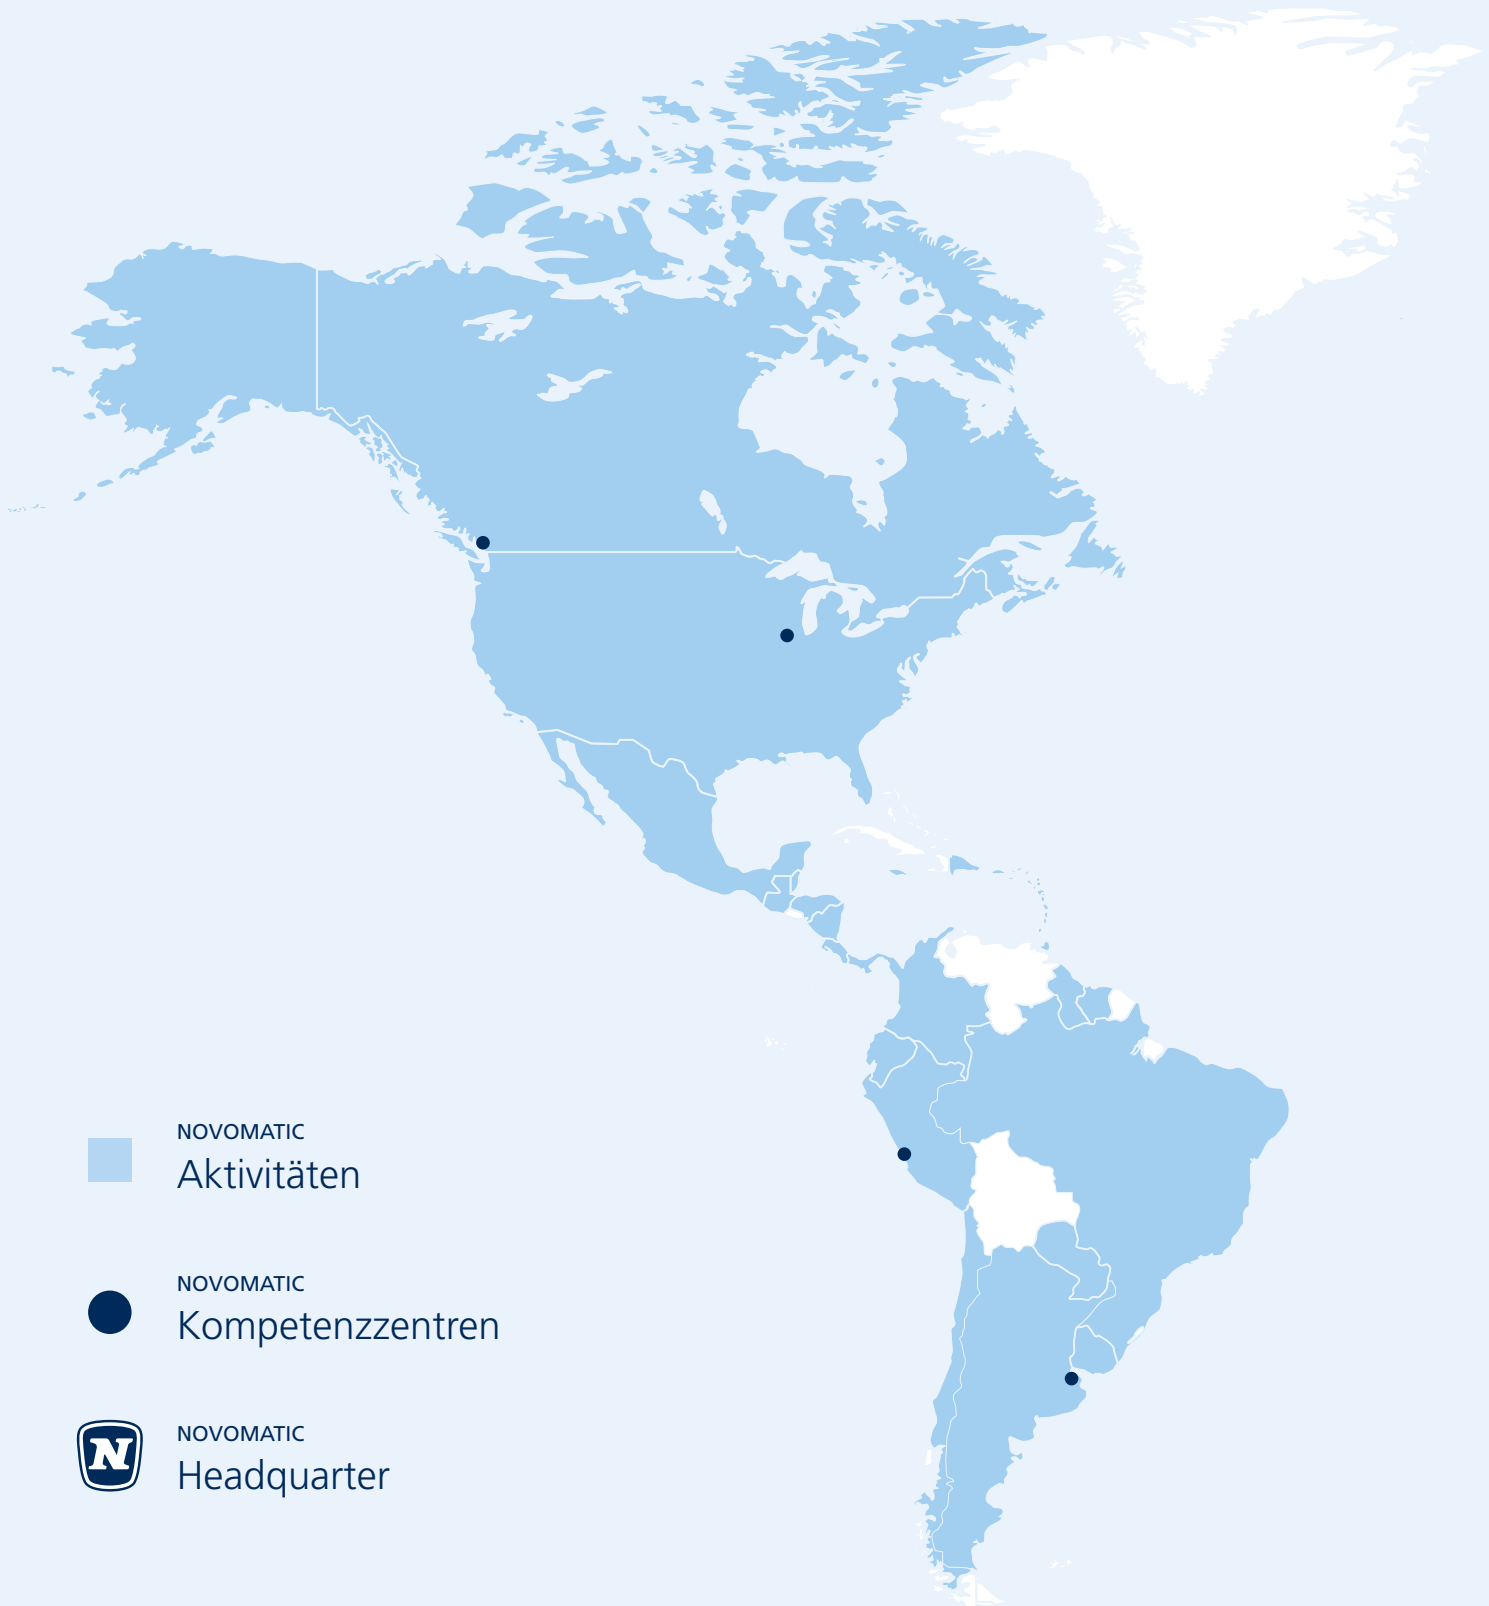 NOVOMATIC
Aktivitäten
NOVOMATIC
Kompetenzzentren
N
NOVOMATIC
Headquarter